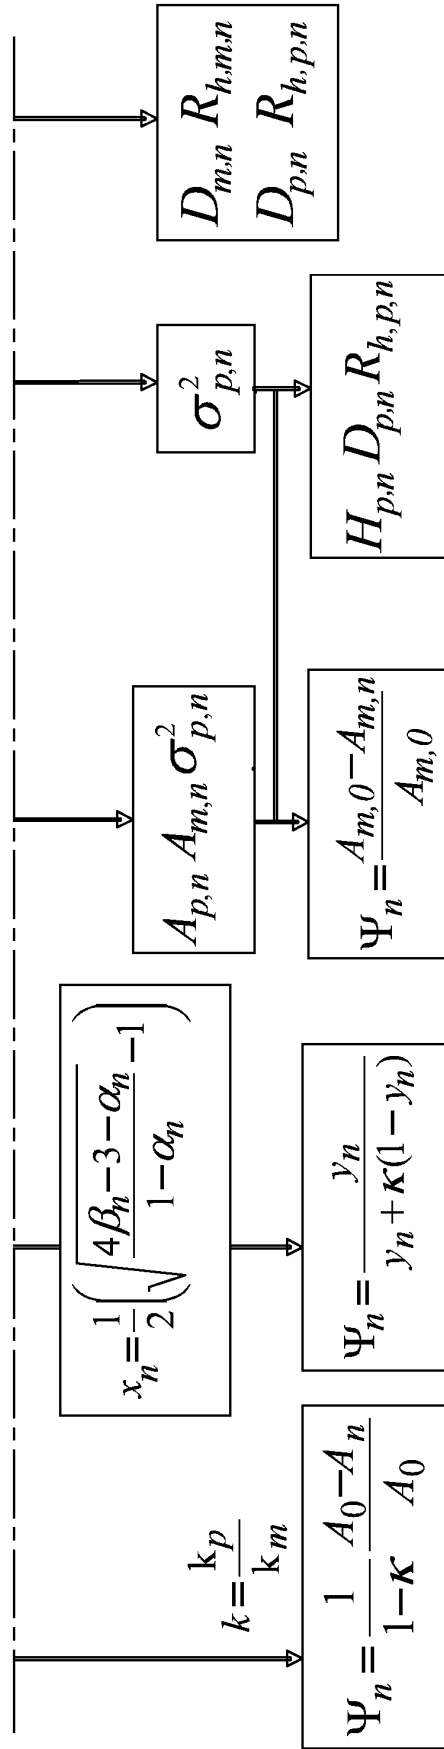 k = k_p / k_m
Ψ_n = 1/(1−κ) (A_0−A_n)/A_0
x_n = 1/2 ( √((4β_n−3−α_n)/(1−α_n)) −1 )
Ψ_n = y_n / (y_n+κ(1−y_n))
A_{p,n} A_{m,n} σ²_{p,n}
Ψ_n = (A_{m,0}−A_{m,n}) / A_{m,0}
σ²_{p,n}
H_{p,n} D_{p,n} R_{h,p,n}
D_{m,n} R_{h,m,n}
D_{p,n} R_{h,p,n}